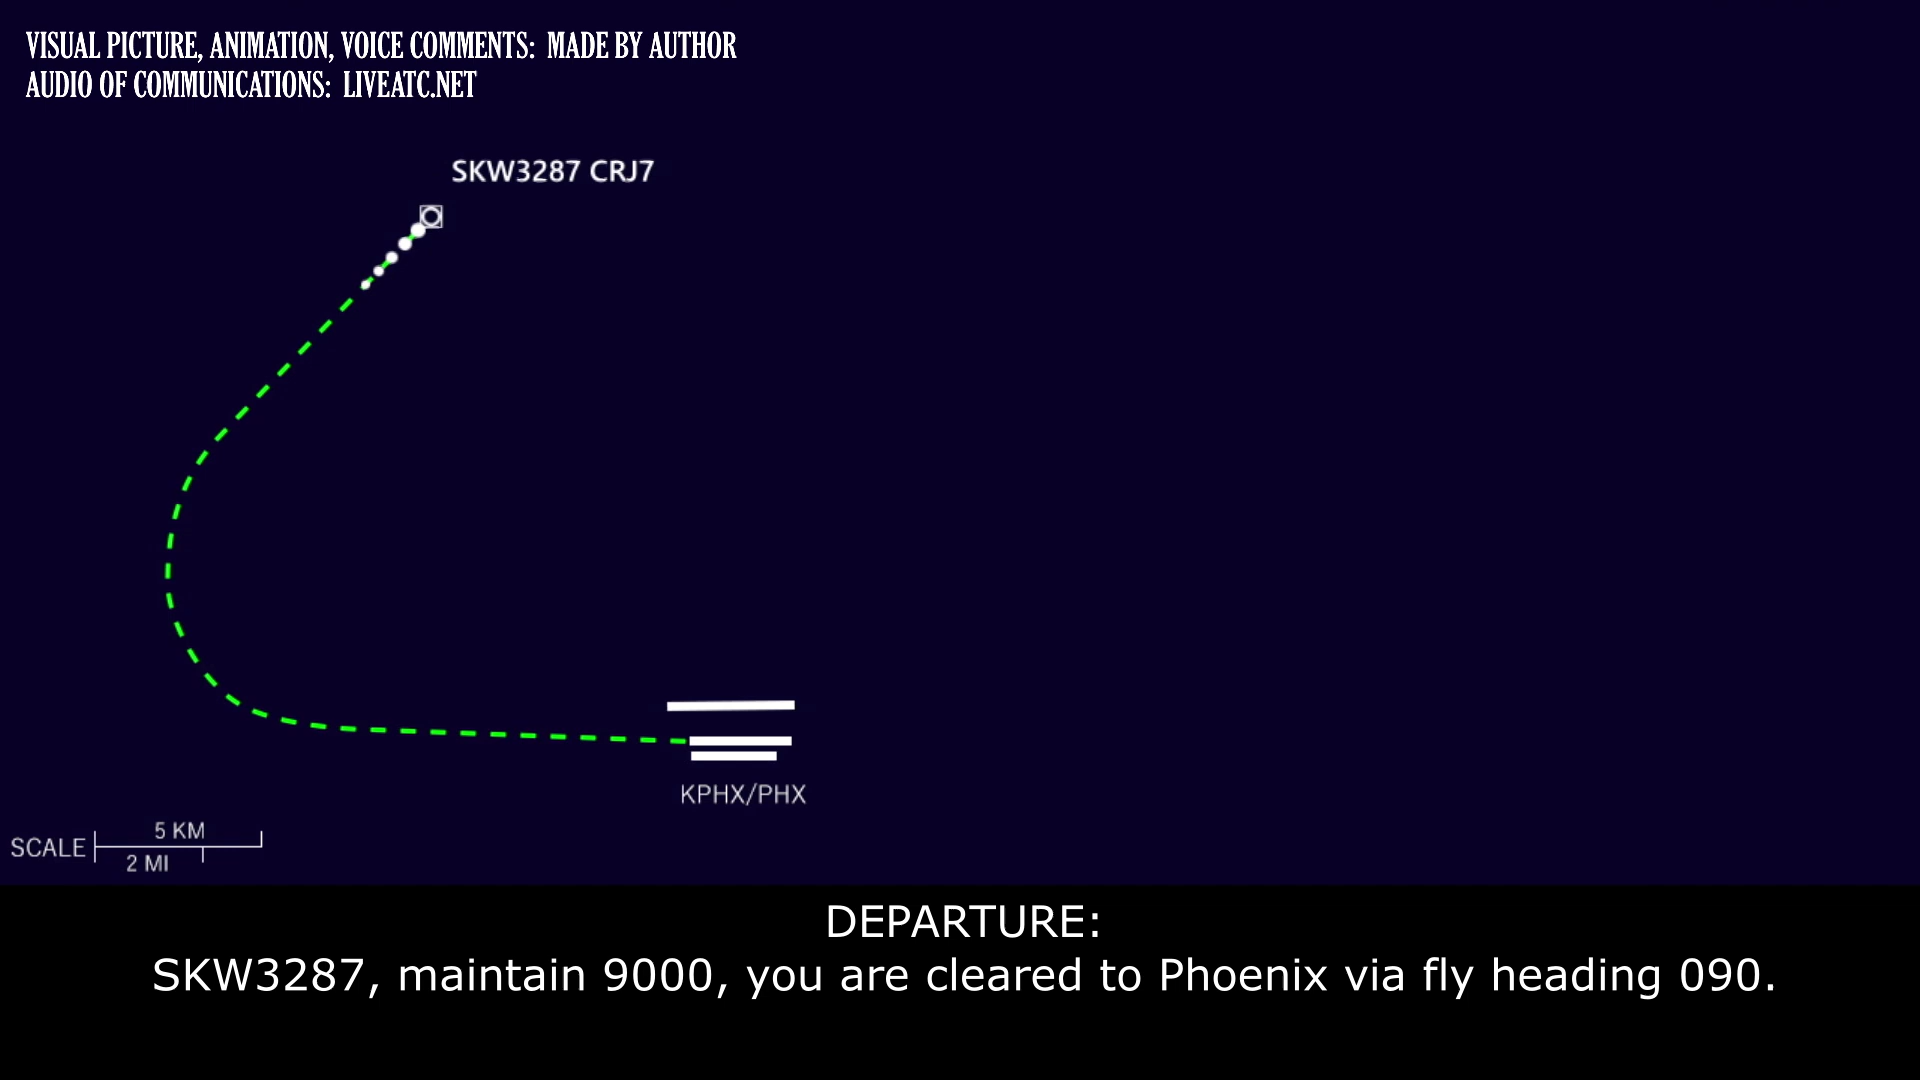 VISUAL PICTURE, ANIMATION, VOICE COMMENTS: MADE BY AUTHOR
AUDIO OF COMMUNICATIONS: LIVEATC.NET
SKW3287 CRJ7
KPHX/PHX
5 KM
SCALE
2 MI
DEPARTURE:
SKW3287, maintain 9000, you are cleared to Phoenix via fly heading 090.